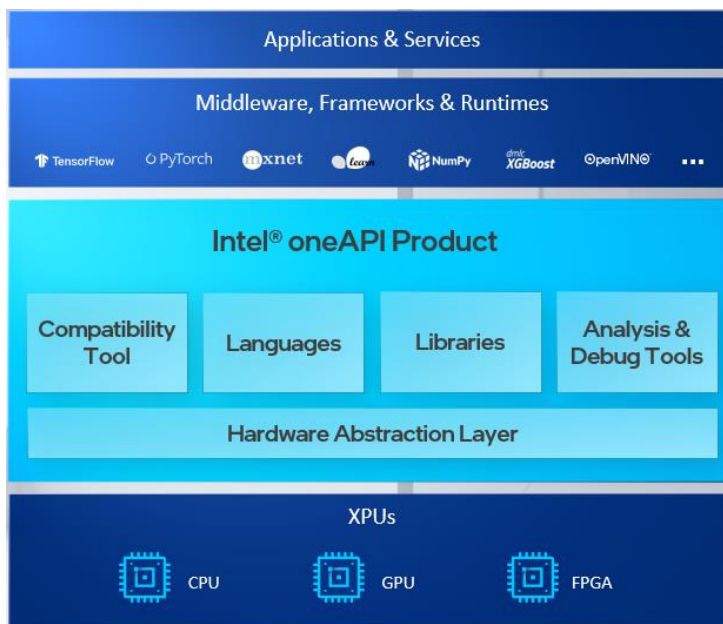 Applications & Services
Middleware, Frameworks & Runtimes
TensorFlow PyTorch mxnet learn NumPy dmlc XGBoost OpenVINO ...
Intel® oneAPI Product
Compatibility Tool
Languages
Libraries
Analysis & Debug Tools
Hardware Abstraction Layer
XPUs
CPU GPU FPGA